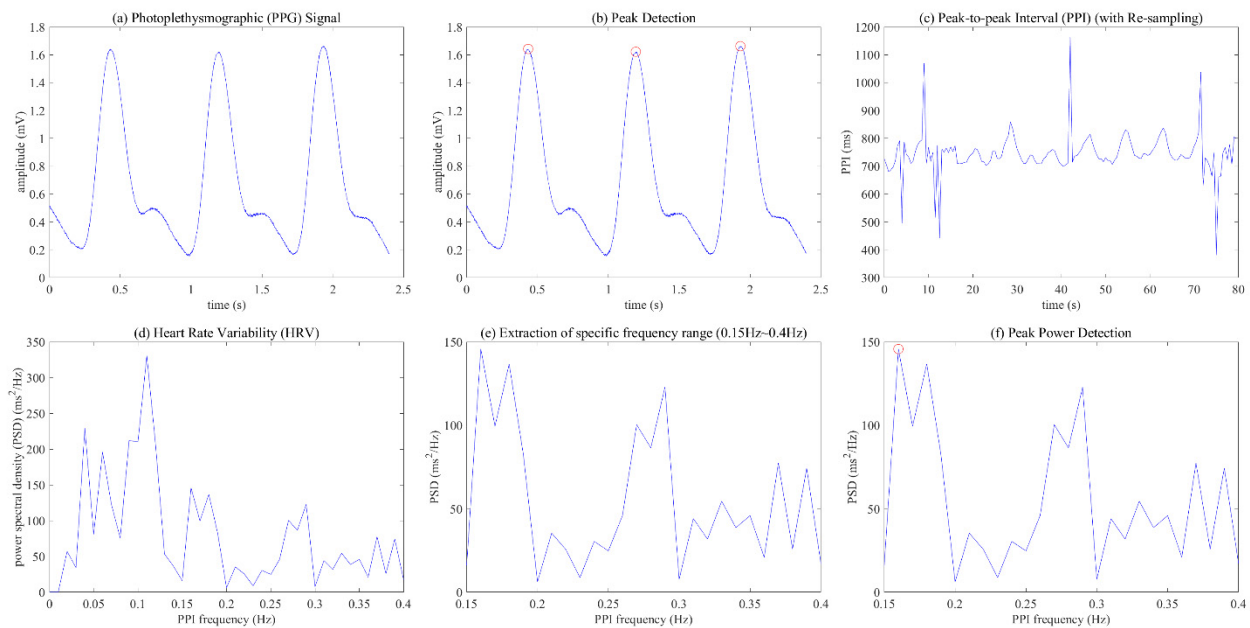 (a) Photoplethysmographic (PPG) Signal
1.8
1.6
1.4
1.2
1
0.8
0.6
0.4
0.2
0
amplitude (mV)
0 0.5 1 1.5 2 2.5
time (s)
(b) Peak Detection
1.8
1.6
1.4
1.2
1
0.8
0.6
0.4
0.2
0
amplitude (mV)
0 0.5 1 1.5 2 2.5
time (s)
(c) Peak-to-peak Interval (PPI) (with Re-sampling)
1200
1100
1000
900
800
700
600
500
400
300
PPI (ms)
0 10 20 30 40 50 60 70 80
time (s)
(d) Heart Rate Variability (HRV)
350
300
250
200
150
100
50
0
power spectral density (PSD) (ms²/Hz)
0 0.05 0.1 0.15 0.2 0.25 0.3 0.35 0.4
PPI frequency (Hz)
(e) Extraction of specific frequency range (0.15Hz~0.4Hz)
150
100
50
0
PSD (ms²/Hz)
0.15 0.2 0.25 0.3 0.35 0.4
PPI frequency (Hz)
(f) Peak Power Detection
150
100
50
0
PSD (ms²/Hz)
0.15 0.2 0.25 0.3 0.35 0.4
PPI frequency (Hz)